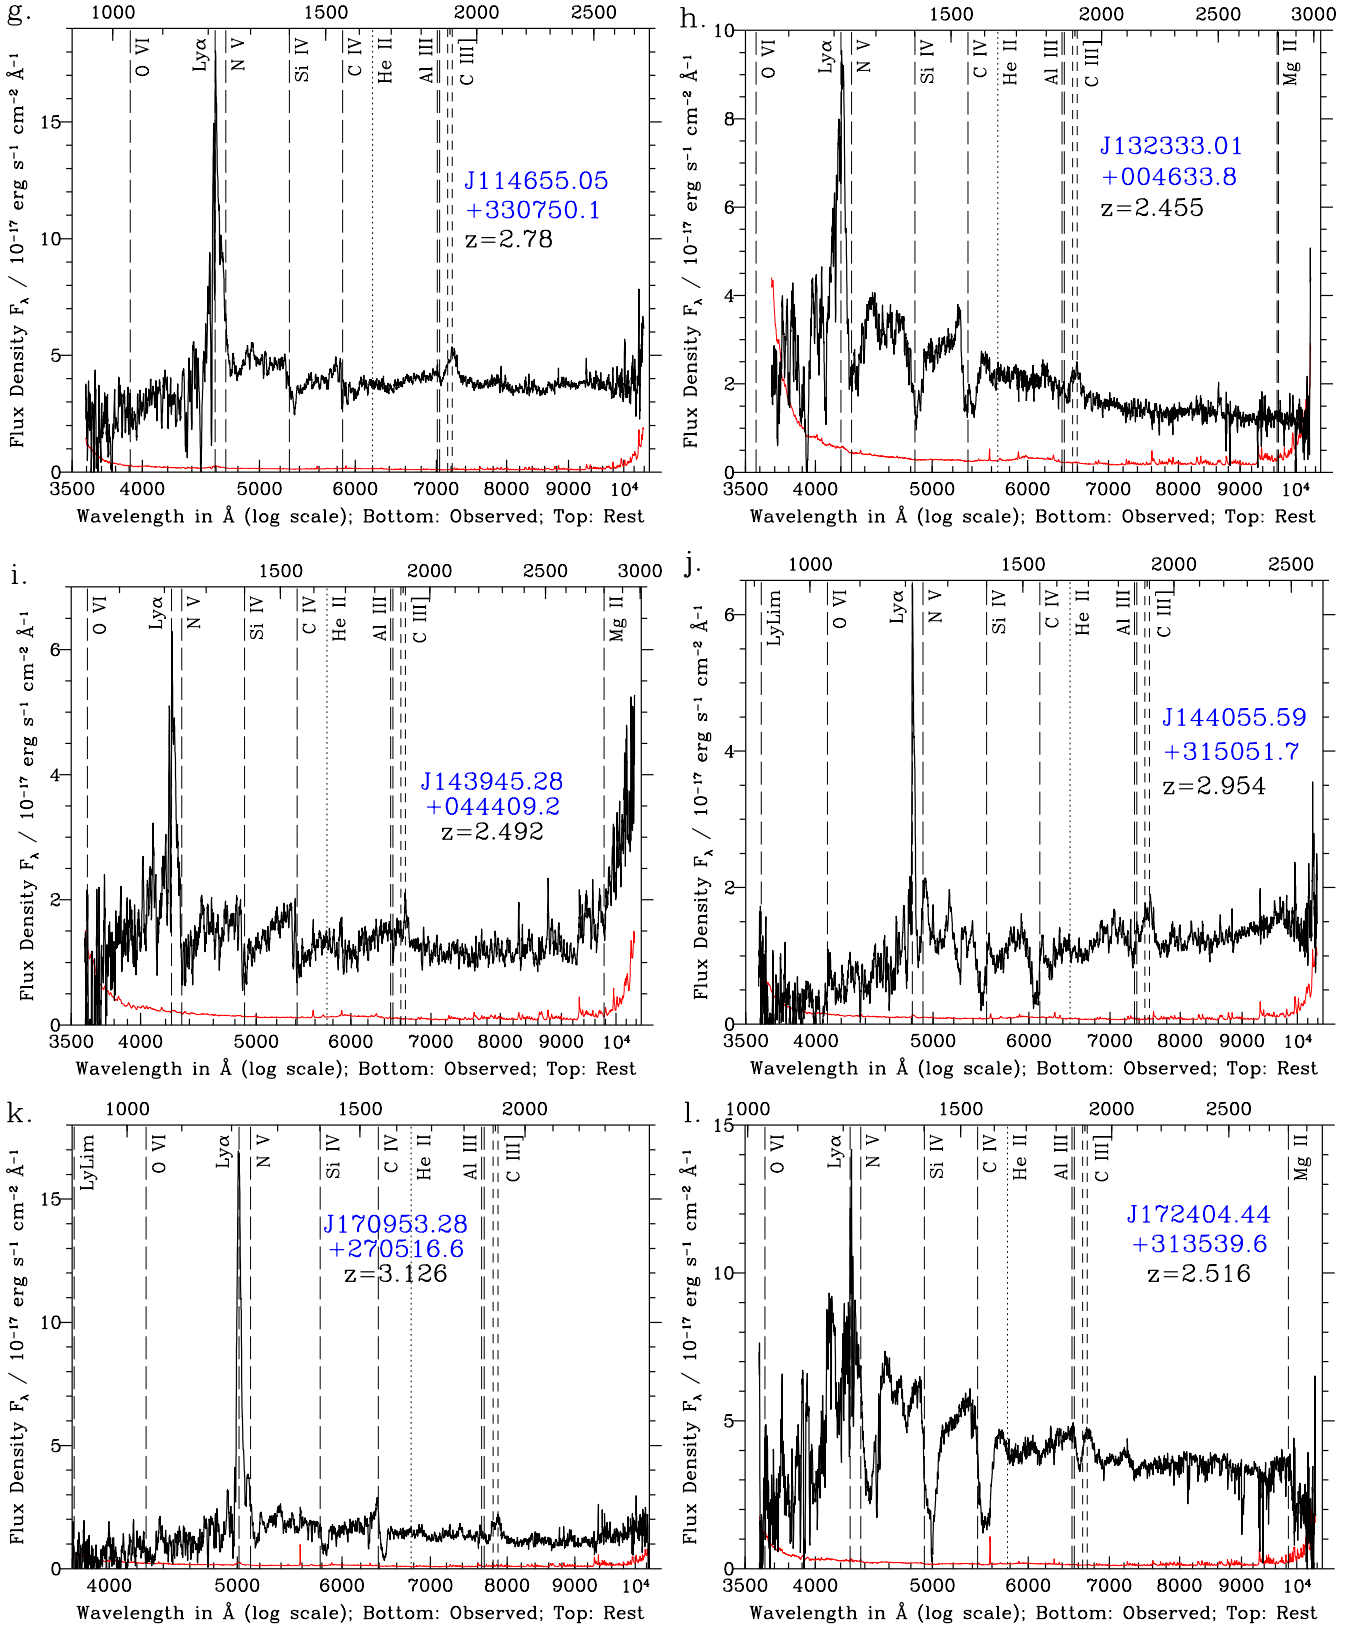 g.
1000 1500 2000 2500
O VI Lyα N V Si IV C IV He II Al III C III]
J114655.05
+330750.1
z=2.78
15
10
5
0
Flux Density F_λ / 10⁻¹⁷ erg s⁻¹ cm⁻² Å⁻¹
3500 4000 5000 6000 7000 8000 9000 10⁴
Wavelength in Å (log scale); Bottom: Observed; Top: Rest
h.
1500 2000 2500 3000
O VI Lyα N V Si IV C IV He II Al III C III] Mg II
J132333.01
+004633.8
z=2.455
10
8
6
4
2
0
Flux Density F_λ / 10⁻¹⁷ erg s⁻¹ cm⁻² Å⁻¹
3500 4000 5000 6000 7000 8000 9000 10⁴
Wavelength in Å (log scale); Bottom: Observed; Top: Rest
i.
1500 2000 2500 3000
O VI Lyα N V Si IV C IV He II Al III C III] Mg II
J143945.28
+044409.2
z=2.492
6
4
2
0
Flux Density F_λ / 10⁻¹⁷ erg s⁻¹ cm⁻² Å⁻¹
3500 4000 5000 6000 7000 8000 9000 10⁴
Wavelength in Å (log scale); Bottom: Observed; Top: Rest
j.
1000 1500 2000 2500
LyLim O VI Lyα N V Si IV C IV He II Al III C III]
J144055.59
+315051.7
z=2.954
6
4
2
0
Flux Density F_λ / 10⁻¹⁷ erg s⁻¹ cm⁻² Å⁻¹
3500 4000 5000 6000 7000 8000 9000 10⁴
Wavelength in Å (log scale); Bottom: Observed; Top: Rest
k.
1000 1500 2000
LyLim O VI Lyα N V Si IV C IV He II Al III C III]
J170953.28
+270516.6
z=3.126
15
10
5
0
Flux Density F_λ / 10⁻¹⁷ erg s⁻¹ cm⁻² Å⁻¹
4000 5000 6000 7000 8000 9000 10⁴
Wavelength in Å (log scale); Bottom: Observed; Top: Rest
l.
1000 1500 2000 2500
O VI Lyα N V Si IV C IV He II Al III C III] Mg II
J172404.44
+313539.6
z=2.516
15
10
5
0
Flux Density F_λ / 10⁻¹⁷ erg s⁻¹ cm⁻² Å⁻¹
3500 4000 5000 6000 7000 8000 9000 10⁴
Wavelength in Å (log scale); Bottom: Observed; Top: Rest